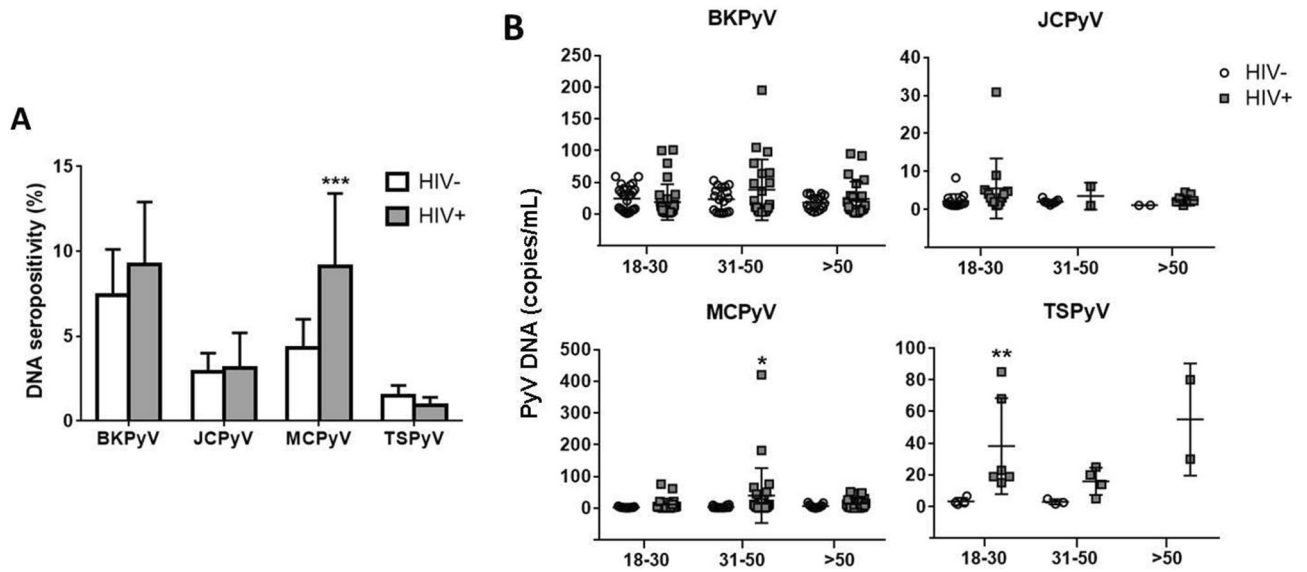 A
DNA seropositivity (%)
15
10
5
0
***
HIV-
HIV+
BKPyV
JCPyV
MCPyV
TSPyV
B
PyV DNA (copies/mL)
BKPyV
250
200
150
100
50
0
18-30
31-50
>50
JCPyV
40
30
20
10
0
18-30
31-50
>50
HIV-
HIV+
MCPyV
500
400
300
200
100
0
*
18-30
31-50
>50
TSPyV
100
80
60
40
20
0
**
18-30
31-50
>50